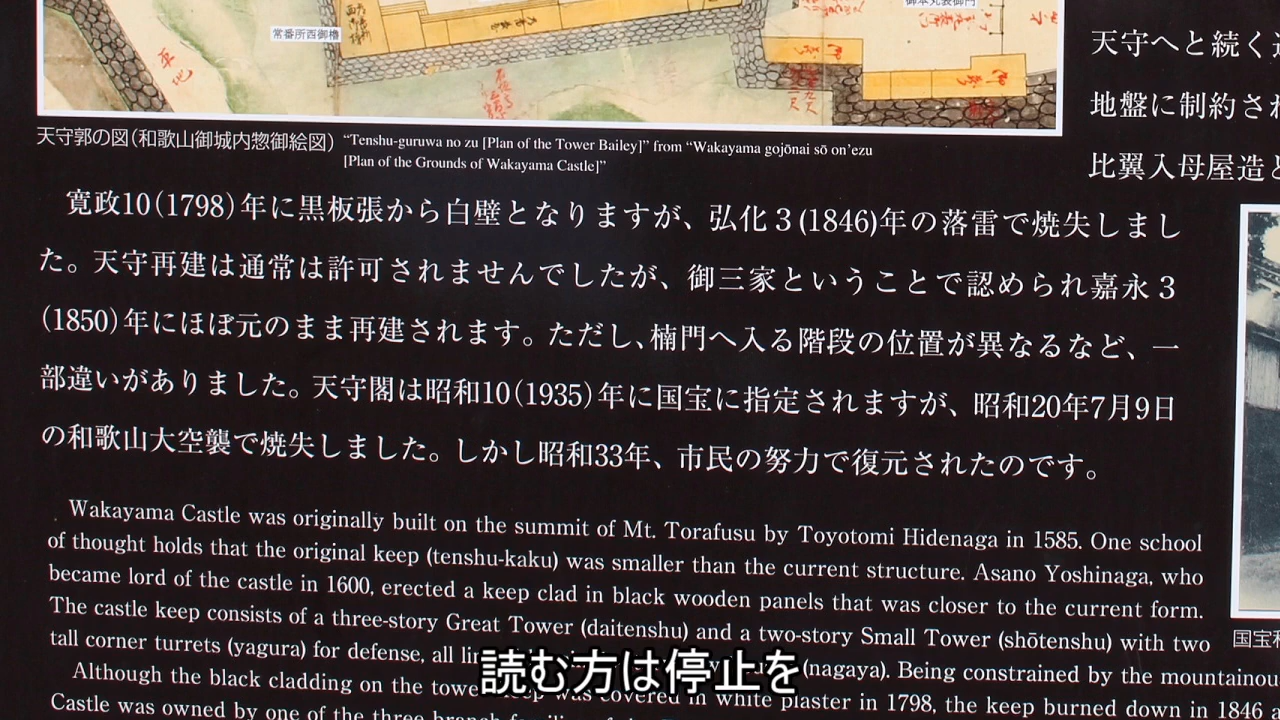 常番所西御櫓
御本丸裏御門
天守郭の図(和歌山御城内惣御絵図)
“Tenshu-guruwa no zu [Plan of the Tower Bailey]” from “Wakayama gojōnai sō on'ezu
[Plan of the Grounds of Wakayama Castle]”
天守へと続く
地盤に制約され
比翼入母屋造と
寛政10(1798)年に黒板張から白壁となりますが、弘化3(1846)年の落雷で焼失しまし
た。天守再建は通常は許可されませんでしたが、御三家ということで認められ嘉永3
(1850)年にほぼ元のまま再建されます。ただし、楠門へ入る階段の位置が異なるなど、一
部違いがありました。天守閣は昭和10(1935)年に国宝に指定されますが、昭和20年7月9日
の和歌山大空襲で焼失しました。しかし昭和33年、市民の努力で復元されたのです。
Wakayama Castle was originally built on the summit of Mt. Torafusu by Toyotomi Hidenaga in 1585. One school
of thought holds that the original keep (tenshu-kaku) was smaller than the current structure. Asano Yoshinaga, who
became lord of the castle in 1600, erected a keep clad in black wooden panels that was closer to the current form.
The castle keep consists of a three-story Great Tower (daitenshu) and a two-story Small Tower (shōtenshu) with two
tall corner turrets (yagura) for defense, all (nagaya). Being constrained by the mountainou
Although the black cladding on the tower keep was covered in white plaster in 1798, the keep burned down in 1846 a
Castle was owned by one of the three branch
国宝和
読む方は停止を